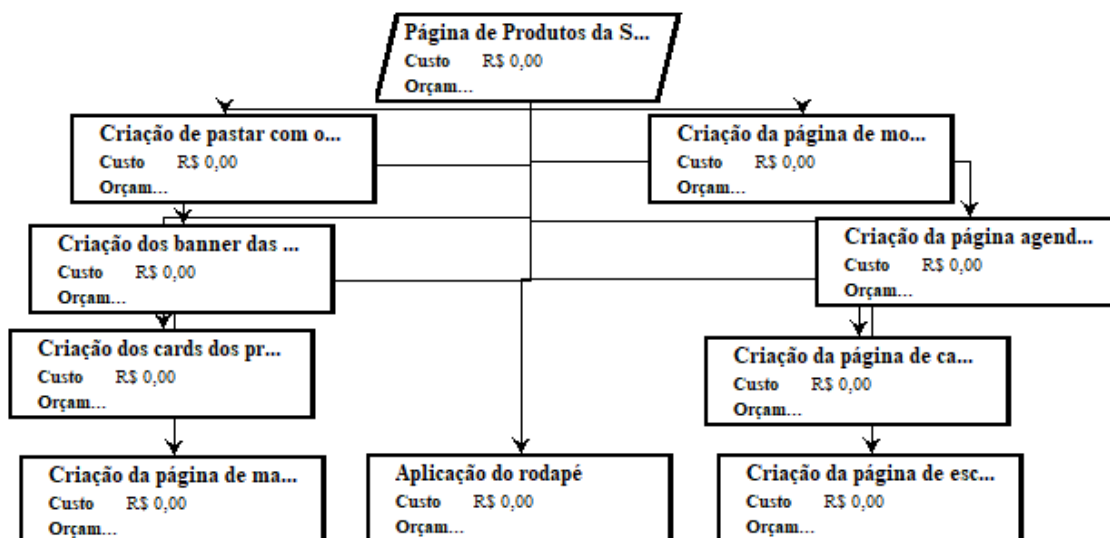 Página de Produtos da S...
Custo R$ 0,00
Orçam...
Criação de pastar com o...
Custo R$ 0,00
Orçam...
Criação da página de mo...
Custo R$ 0,00
Orçam...
Criação dos banner das ...
Custo R$ 0,00
Orçam...
Criação da página agend...
Custo R$ 0,00
Orçam...
Criação dos cards dos pr...
Custo R$ 0,00
Orçam...
Criação da página de ca...
Custo R$ 0,00
Orçam...
Criação da página de ma...
Custo R$ 0,00
Orçam...
Aplicação do rodapé
Custo R$ 0,00
Orçam...
Criação da página de esc...
Custo R$ 0,00
Orçam...